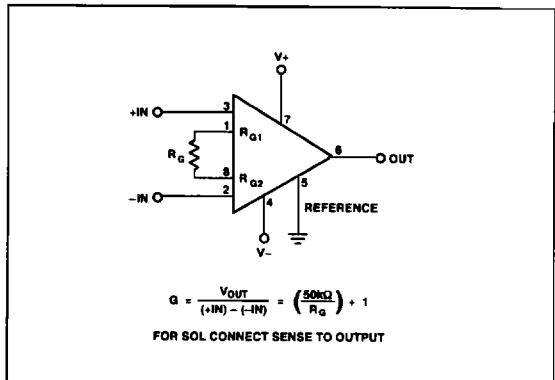 V+
7
+IN
3
1
RG1
RG
8
RG2
–IN
2
4
5
6
OUT
REFERENCE
V–
G = VOUT / (+IN) – (–IN) = (50kΩ / RG) + 1
FOR SOL CONNECT SENSE TO OUTPUT